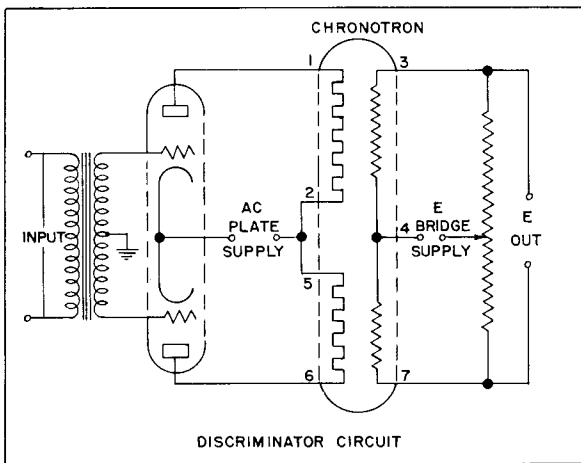 CHRONOTRON
1
3
2
AC
PLATE
SUPPLY
4
E
BRIDGE
SUPPLY
E
OUT
INPUT
5
6
7
DISCRIMINATOR CIRCUIT